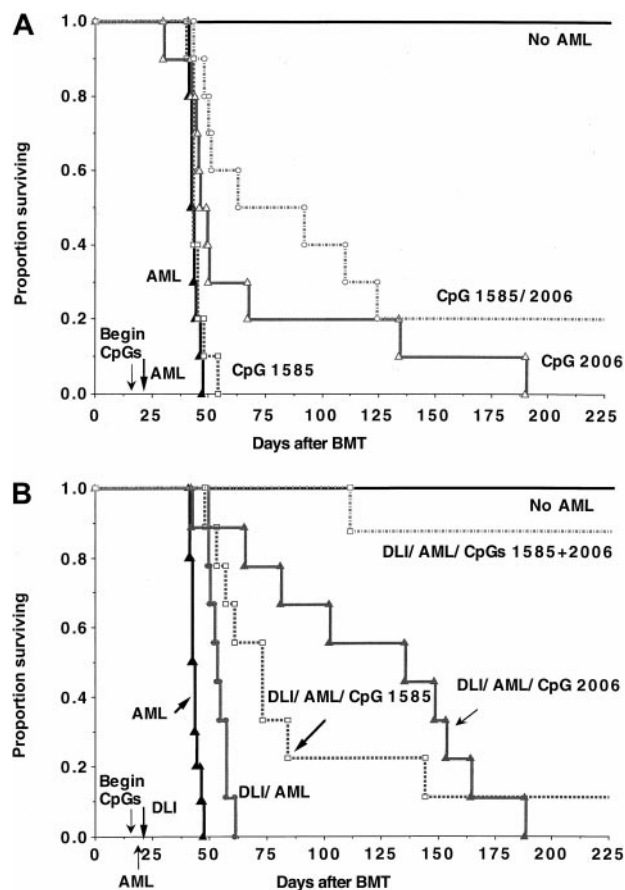 A
1.0
0.8
0.6
0.4
0.2
0.0
Proportion surviving
No AML
AML
CpG 1585/2006
Begin
CpGs
AML
CpG 1585
CpG 2006
0 25 50 75 100 125 150 175 200 225
Days after BMT
B
1.0
0.8
0.6
0.4
0.2
0.0
Proportion surviving
No AML
DLI/ AML/ CpGs 1585+2006
DLI/ AML/ CpG 1585
DLI/ AML/ CpG 2006
AML
Begin
CpGs
DLI
DLI/ AML
0 25 50 75 100 125 150 175 200 225
AML
Days after BMT